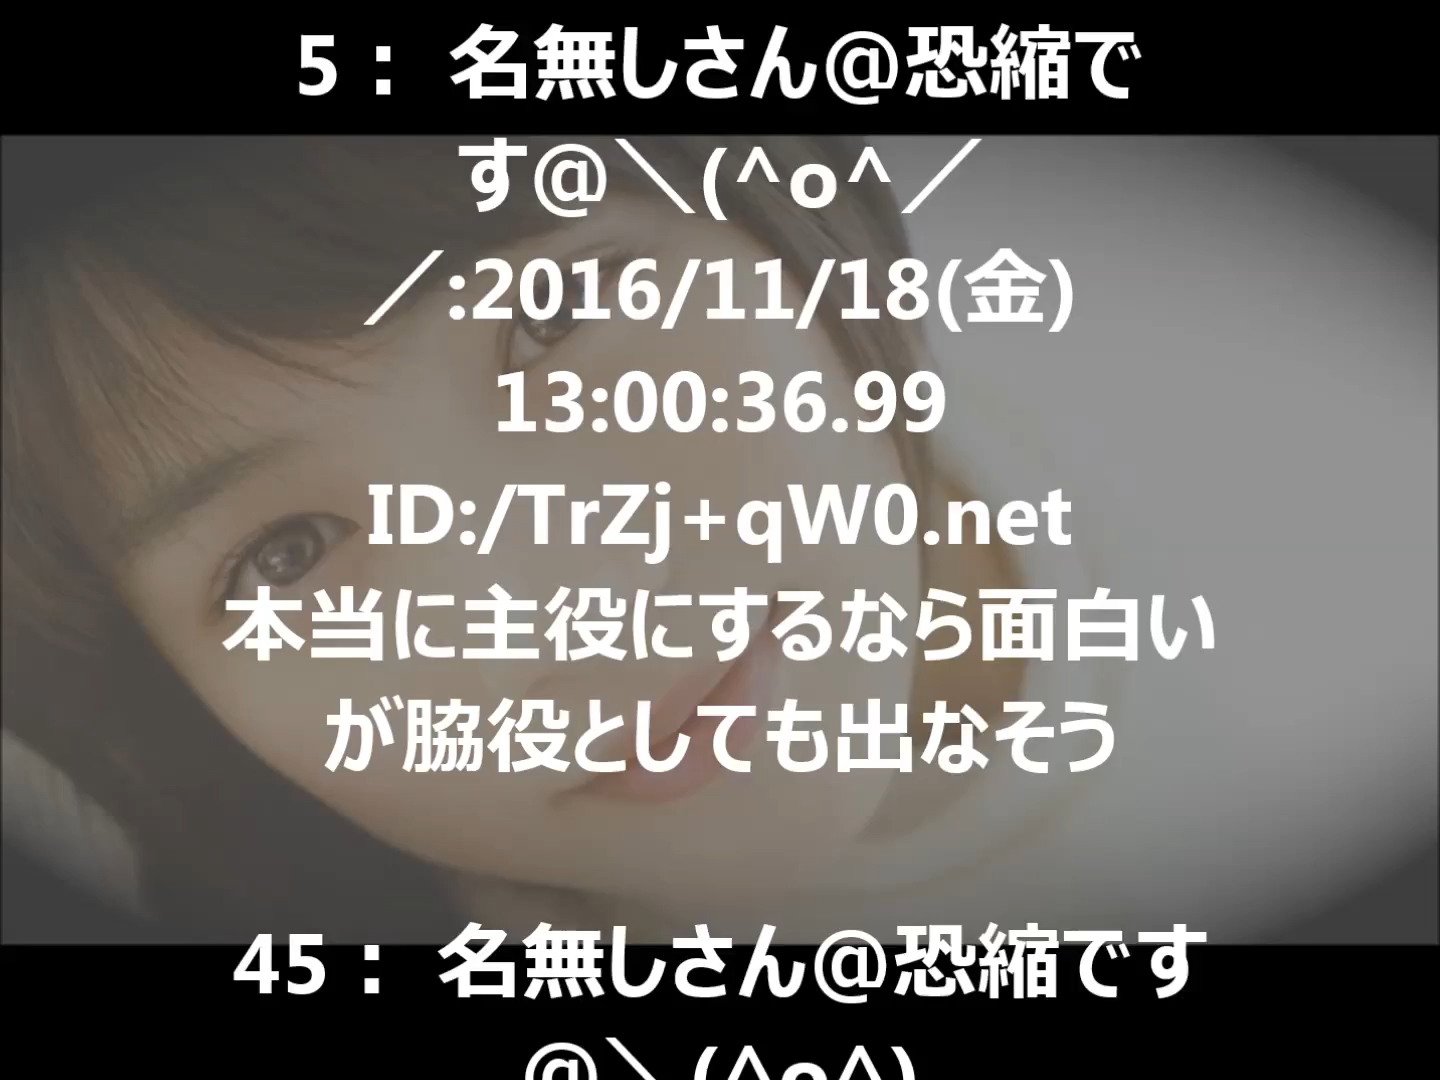 5： 名無しさん@恐縮で
す@＼(^o^／
／:2016/11/18(金)
13:00:36.99
ID:/TrZj+qW0.net
本当に主役にするなら面白い
が脇役としても出なそう
45： 名無しさん@恐縮です
@＼(^o^)